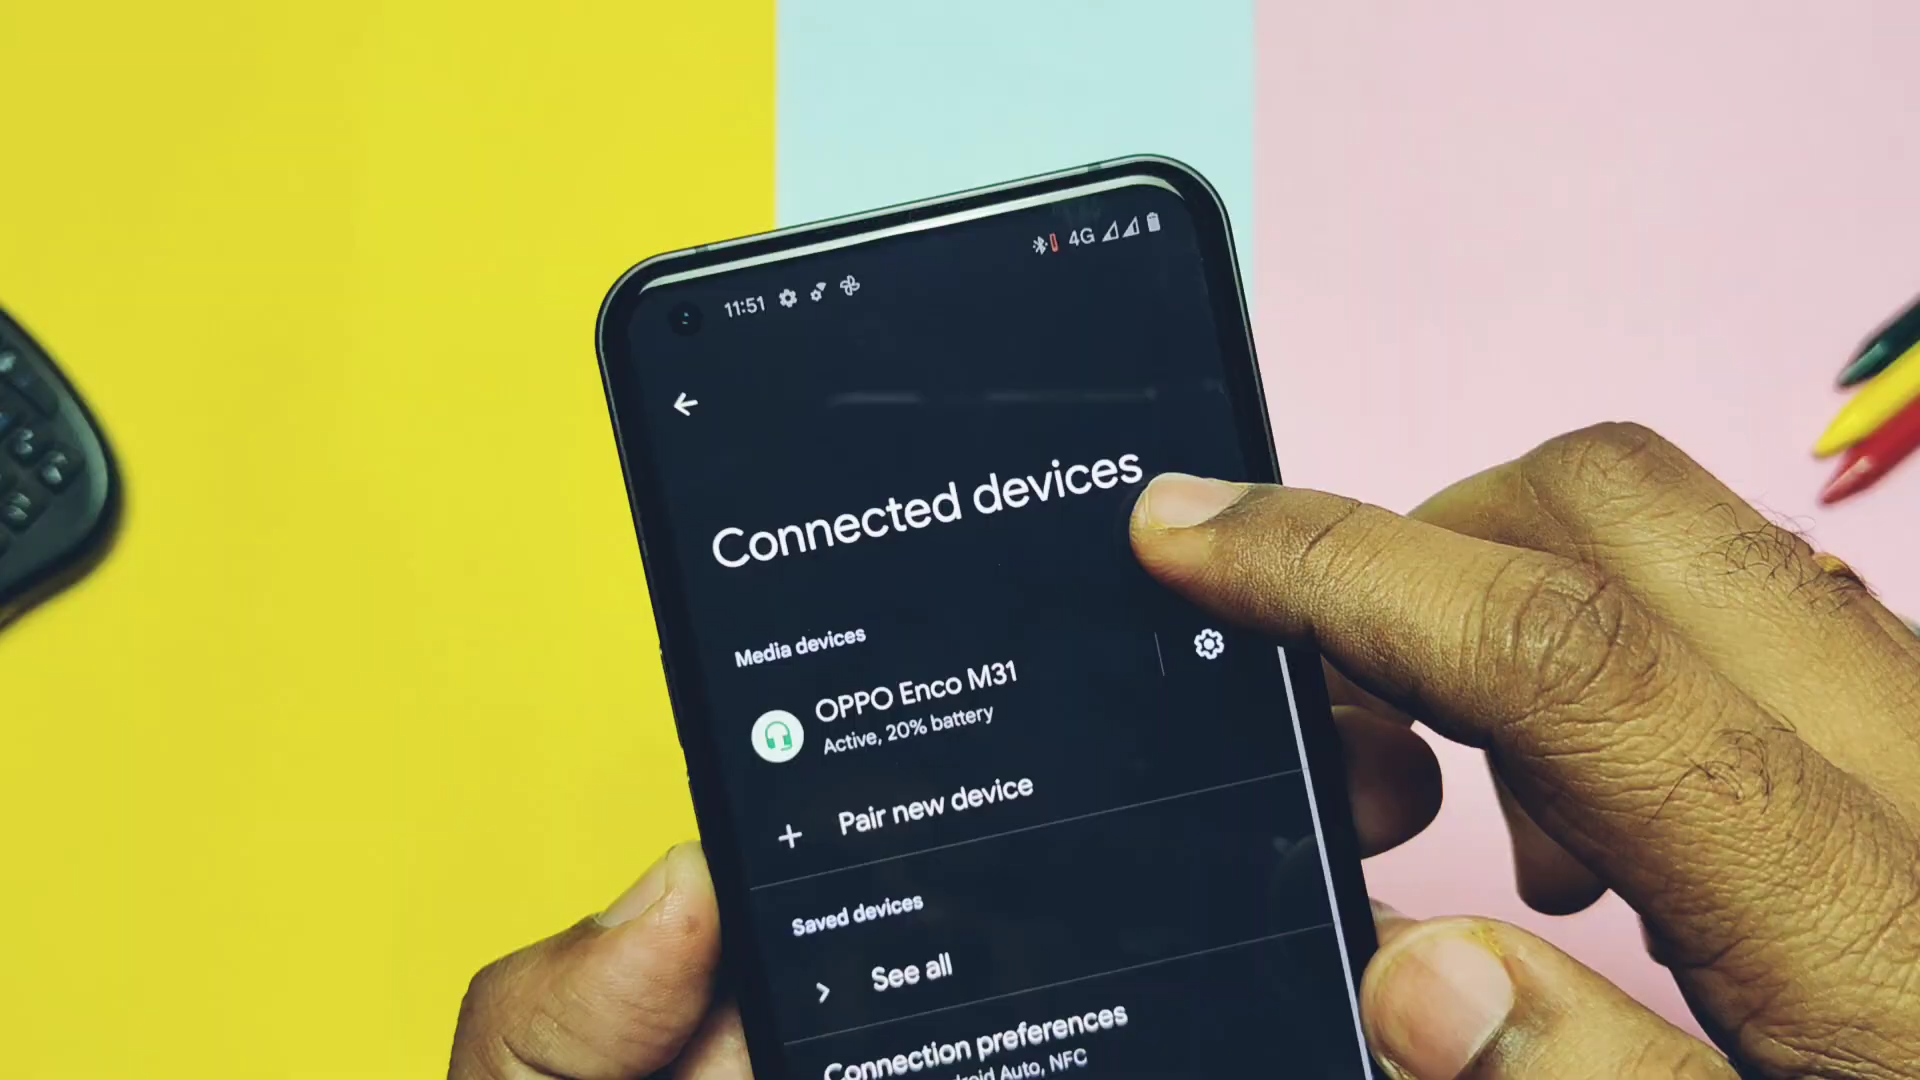 11:51
4G
Connected devices
Media devices
OPPO Enco M31
Active, 20% battery
Pair new device
Saved devices
See all
Connection preferences
Auto, NFC